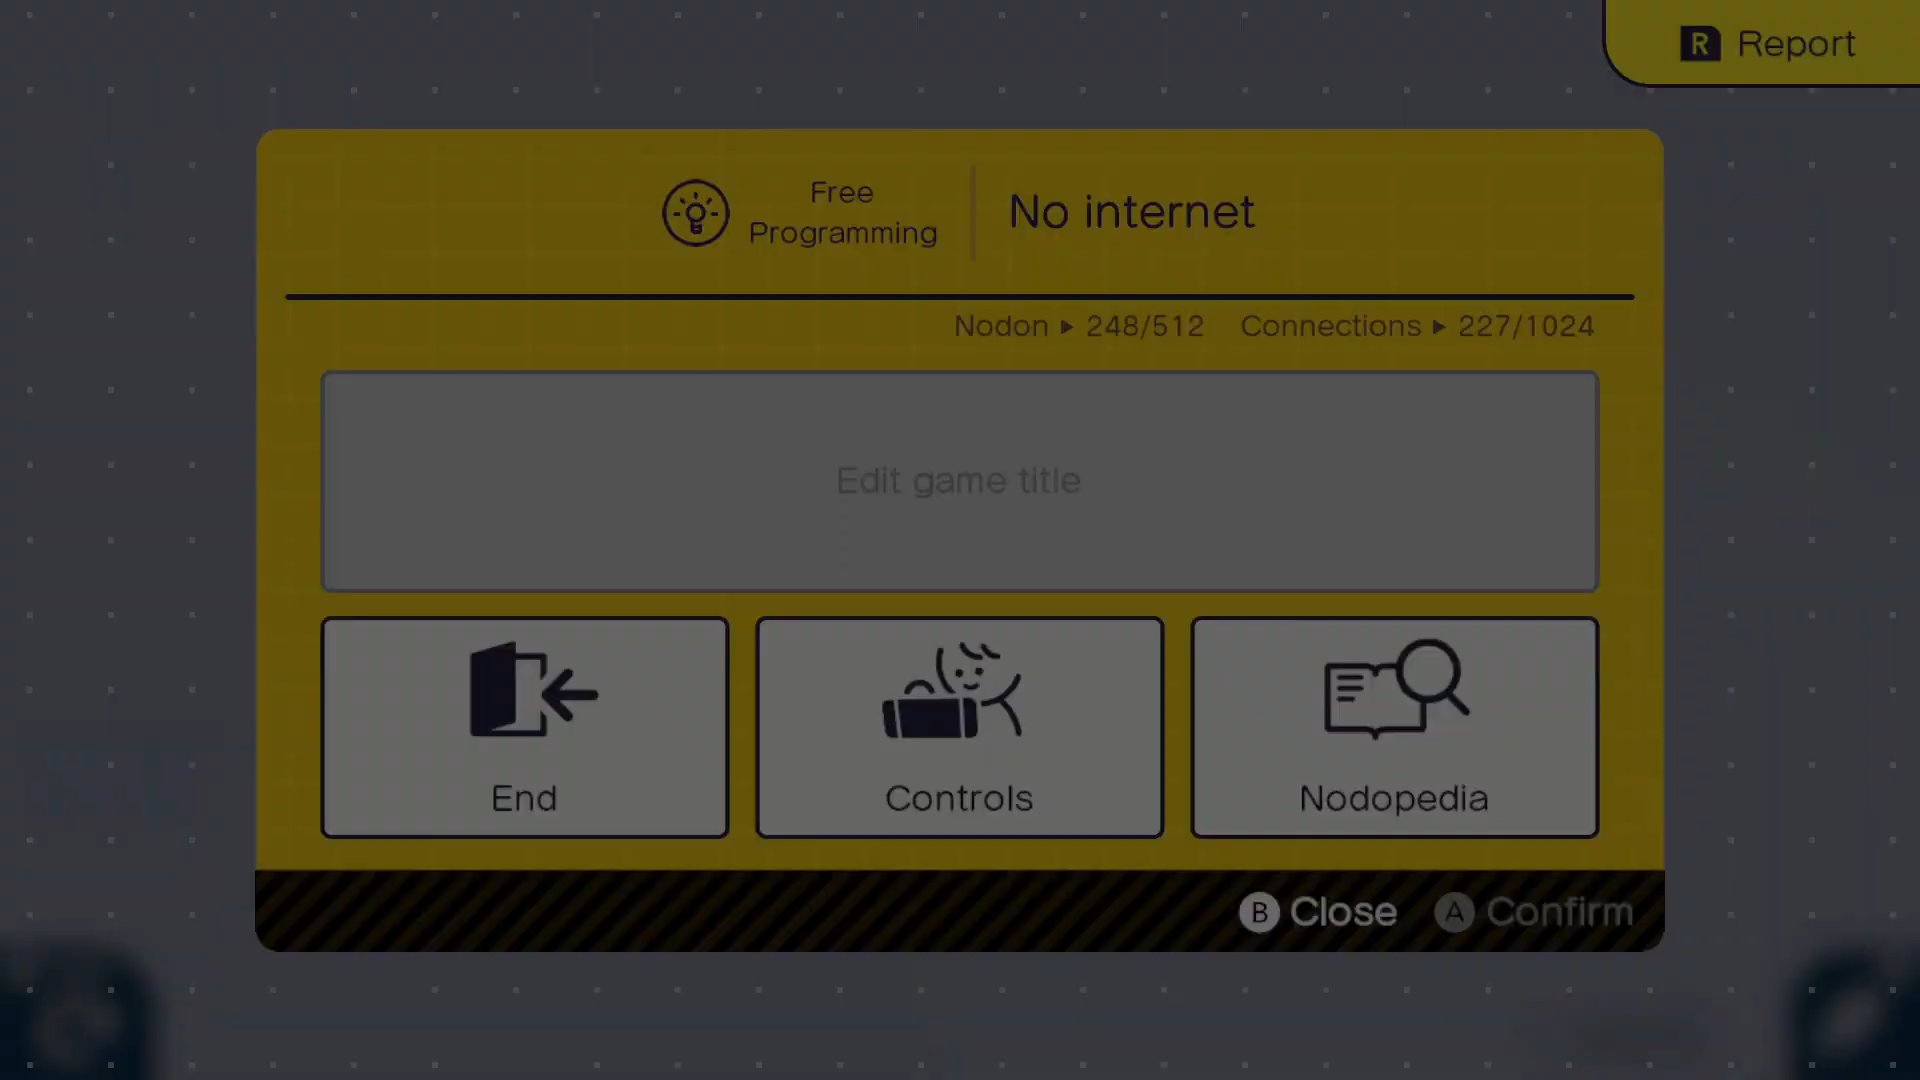 R Report
Free
Programming
No internet
Nodon ▸ 248/512 Connections ▸ 227/1024
Edit game title
End
Controls
Nodopedia
B Close A Confirm